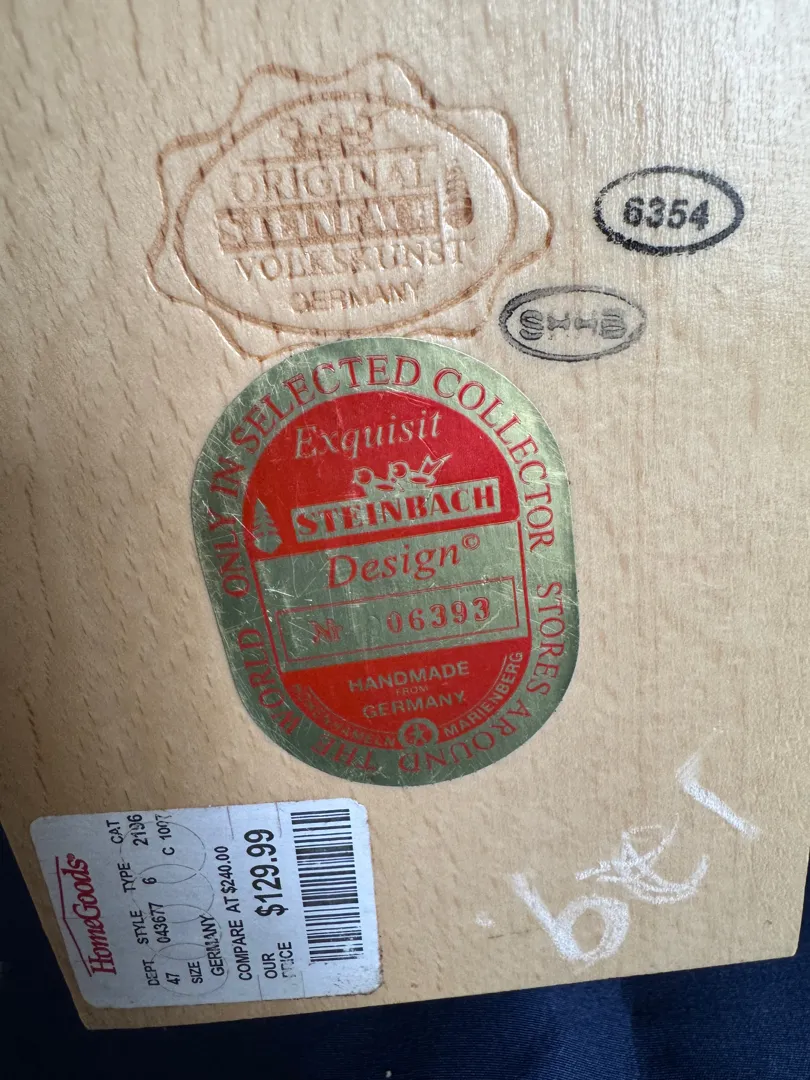 ORIGINAL
STEINBACH
VOLKSKUNST
GERMANY
6354
ONLY IN SELECTED COLLECTOR STORES AROUND THE WORLD
Exquisit
STEINBACH
Design©
Nr 06393
HANDMADE
FROM
GERMANY
HOHENHAMELN MARIENBERG
HomeGoods®
DEPT STYLE TYPE CAT
47 043677 6 2196
SIZE C 1007
GERMANY
COMPARE AT $240.00
OUR
PRICE $129.99